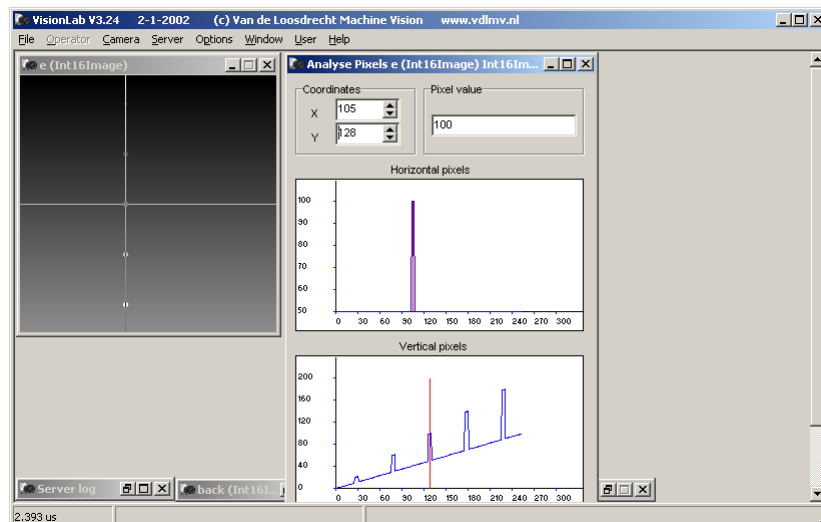 VisionLab V3.24 2-1-2002 (c) Van de Loosdrecht Machine Vision www.vdlmv.nl
File Operator Camera Server Options Window User Help
e (Int16Image)
Analyse Pixels e (Int16Image) Int16Im...
Coordinates
Pixel value
X 105
100
Y 128
Horizontal pixels
100
90
80
70
60
50
0 30 60 90 120 150 180 210 240 270 300
Vertical pixels
200
160
120
80
40
0
0 30 60 90 120 150 180 210 240 270 300
Server log
back (Int16I...
2.393 us